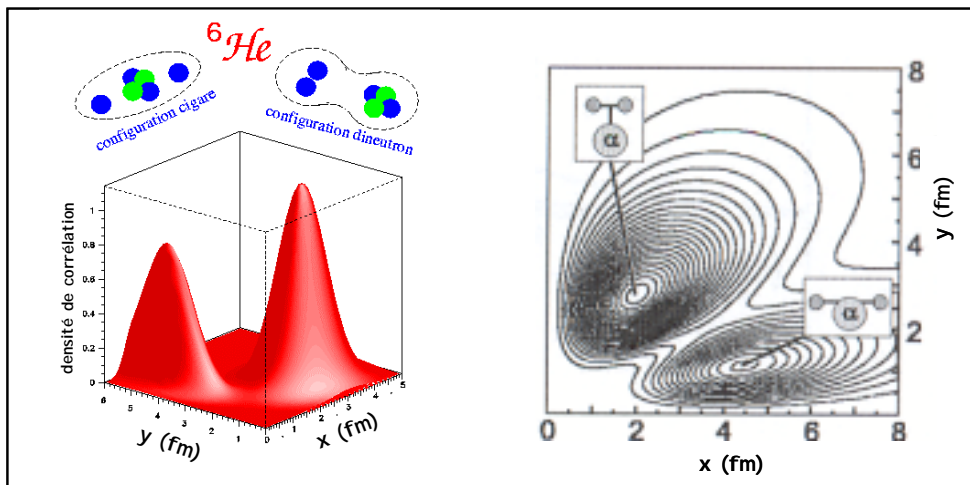 ⁶He
configuration cigare
configuration dineutron
densité de corrélation
1
0.8
0.6
0.4
0.2
0
6
5
4
3
2
1
0
1
2
3
4
5
y (fm)
x (fm)
α
α
8
6
4
2
y (fm)
0
2
4
6
8
x (fm)